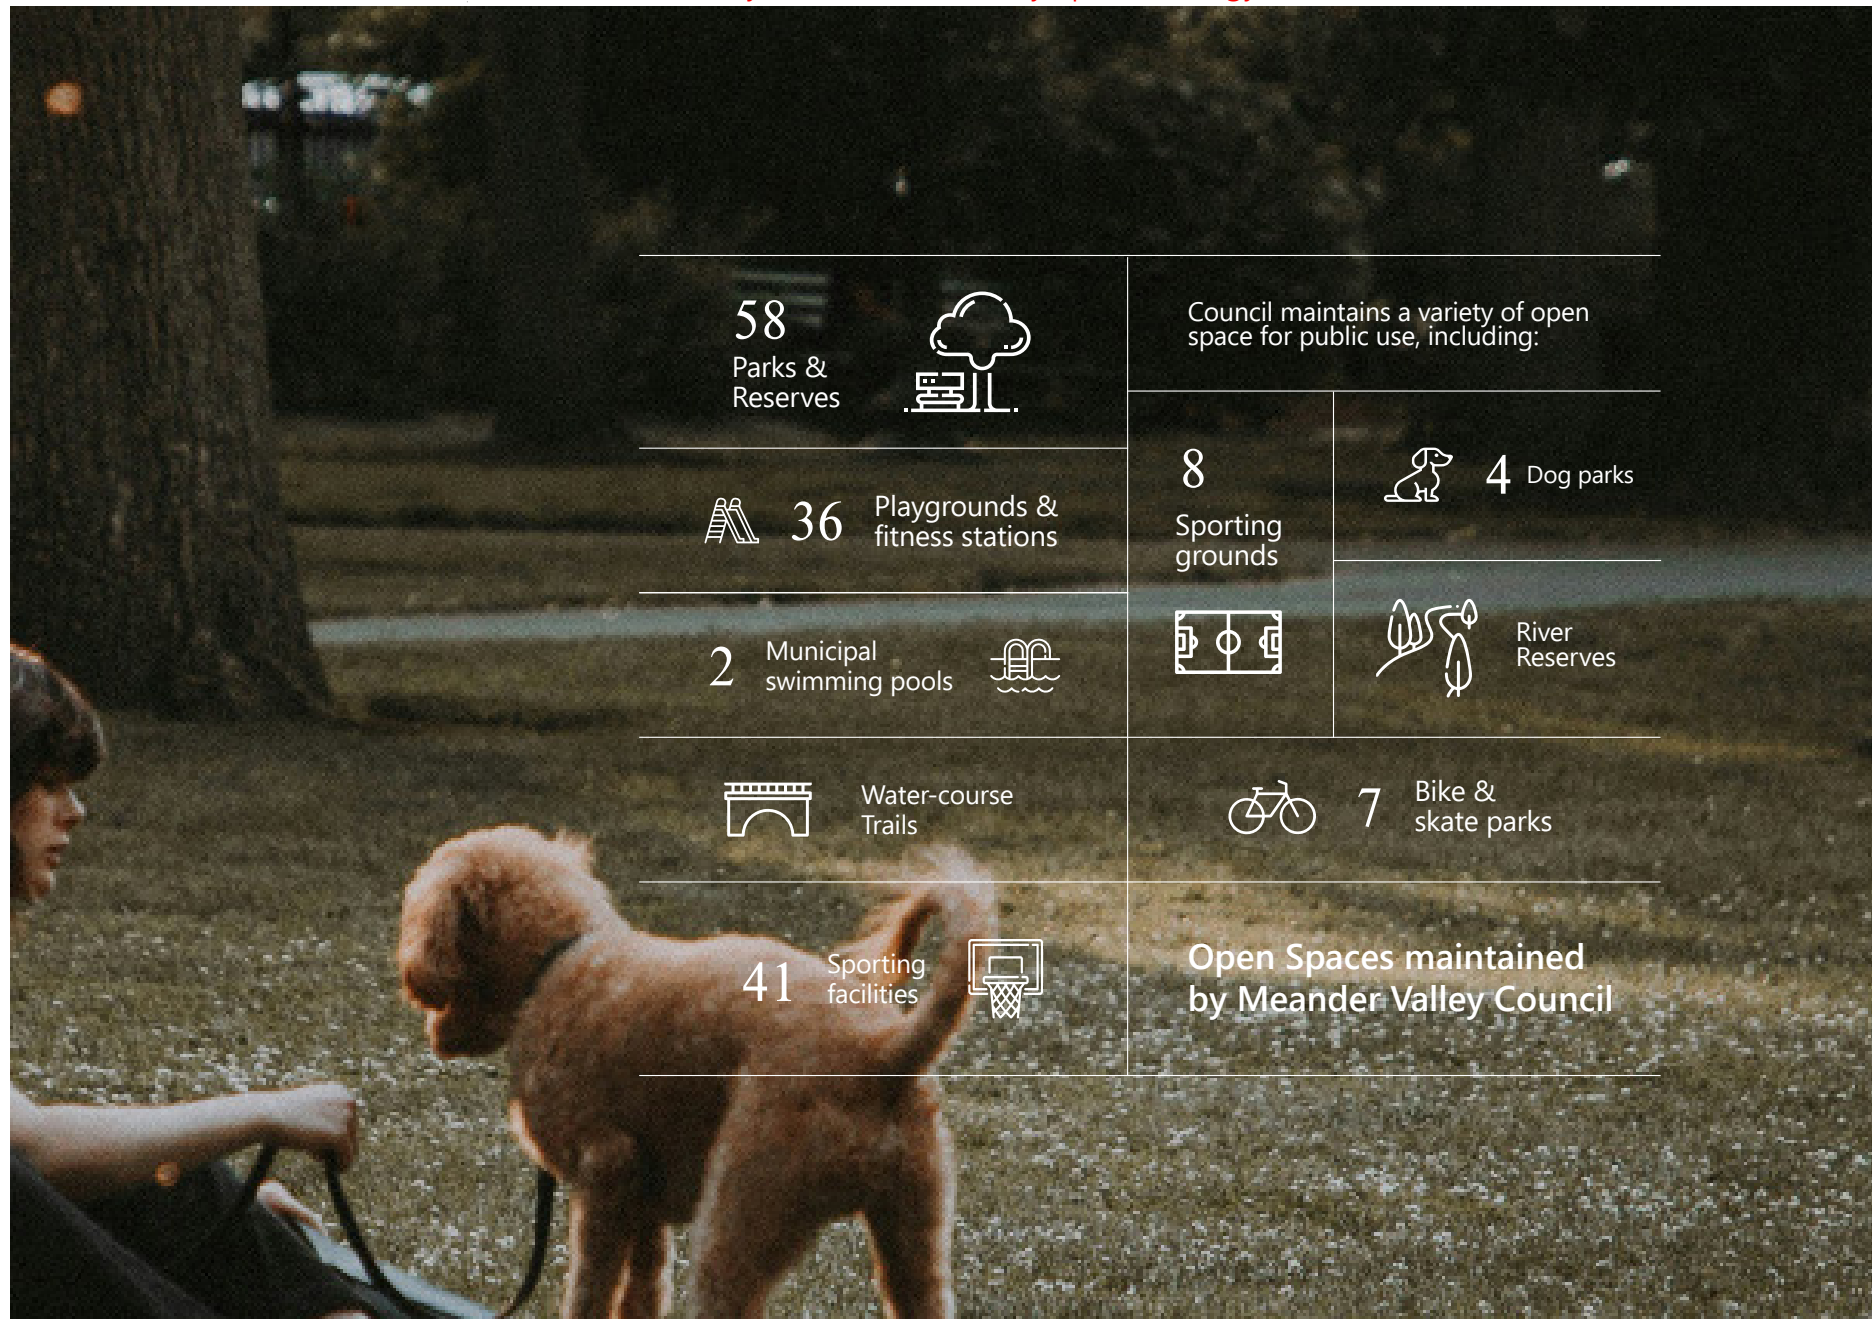 58
Parks &
Reserves
Council maintains a variety of open
space for public use, including:
36
Playgrounds &
fitness stations
8
Sporting
grounds
4 Dog parks
2
Municipal
swimming pools
River
Reserves
Water-course
Trails
7
Bike &
skate parks
41
Sporting
facilities
Open Spaces maintained
by Meander Valley Council